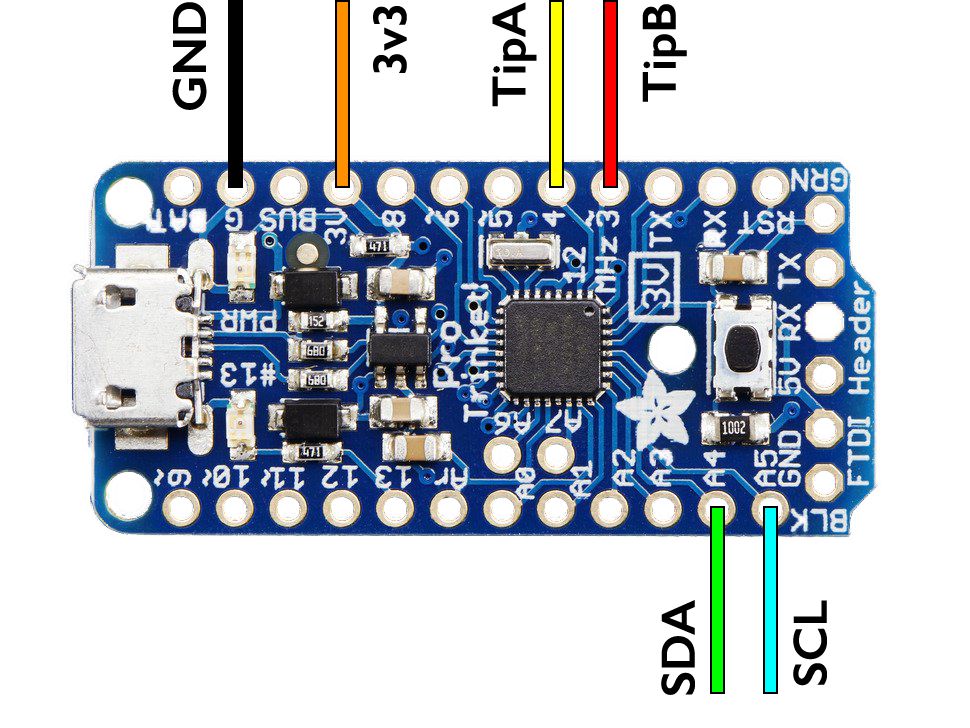 GND
3v3
TipA
TipB
BAT
G
BUS
3V
8
~6
~5
4
~3
TX
RX
RST
GRN
471
12
MHz
3V
TX
PWR
152
680
680
Pro
Trinket!
RX
#13
5V
Header
471
A6
A7
1002
~9
~10
~11
12
13
Ar
A0
A1
A2
A3
A4
A5
GND
FTDI
BLK
SDA
SCL